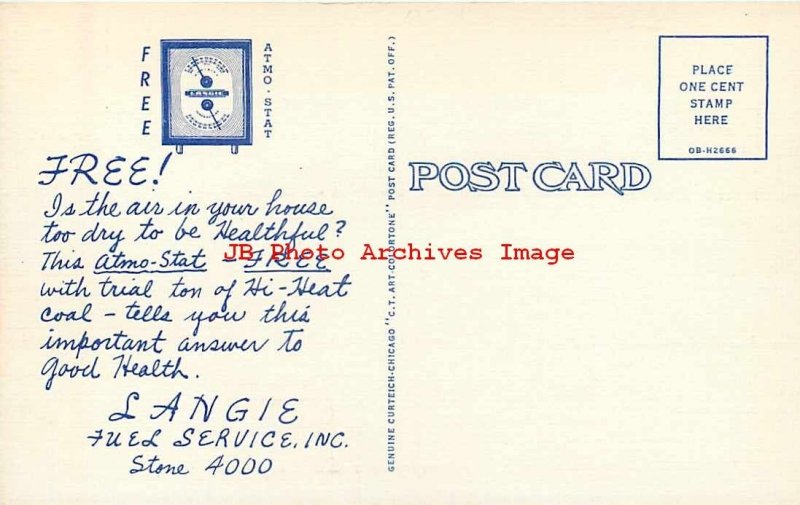 FREE
ATMO-STAT
LANGIE
FREE!
Is the air in your house
too dry to be Healthful?
This Atmo-Stat - FREE
with trial ton of Hi-Heat
coal - tells you this
important answer to
Good Health.
LANGIE
FUEL SERVICE, INC.
Stone 4000
GENUINE CURTEICH-CHICAGO "C.T. ART-COLORTONE" POST CARD (REG. U.S. PAT. OFF.)
POST CARD
PLACE
ONE CENT
STAMP
HERE
OB-H2666
JB Photo Archives Image